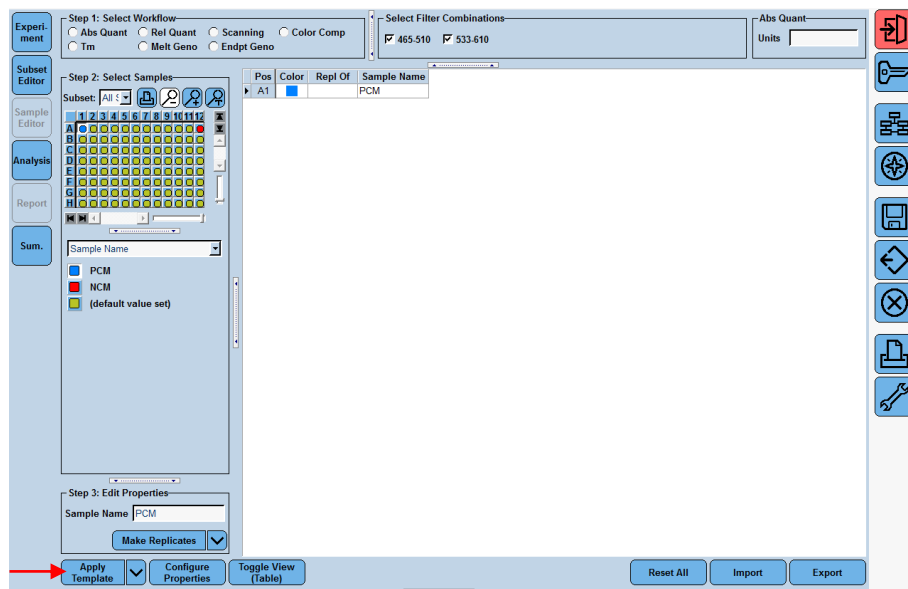 Experi-
ment
Subset
Editor
Sample
Editor
Analysis
Report
Sum.
Step 1: Select Workflow
Abs Quant Rel Quant Scanning Color Comp
Tm Melt Geno Endpt Geno
Select Filter Combinations
465-510 533-610
Abs Quant
Units
Step 2: Select Samples
Subset: All S
1 2 3 4 5 6 7 8 9 10 11 12
A
B
C
D
E
F
G
H
Sample Name
PCM
NCM
(default value set)
Pos Color Repl Of Sample Name
A1 PCM
Step 3: Edit Properties
Sample Name PCM
Make Replicates
Apply
Template
Configure
Properties
Toggle View
(Table)
Reset All Import Export